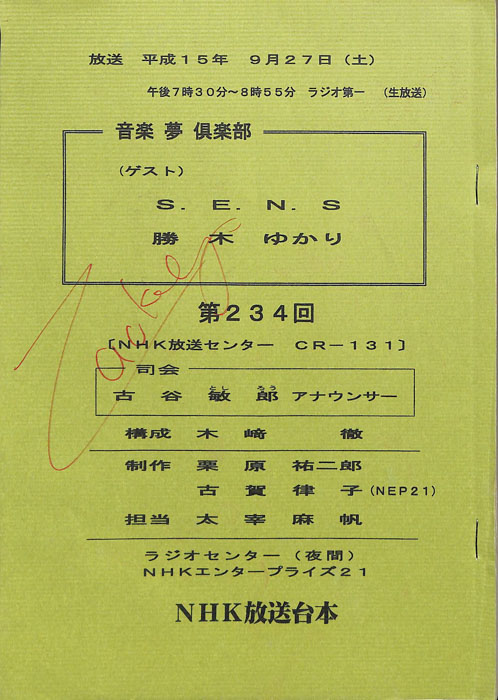 放送 平成15年 9月27日(土)
午後7時30分~8時55分 ラジオ第一 (生放送)
音楽 夢 倶楽部
(ゲスト)
S. E. N. S
勝木 ゆかり
第234回
〔NHK放送センター CR-131〕
司会
古谷 敏郎 アナウンサー
とし ろう
構成 木﨑 徹
制作 栗原 祐二郎
古賀 律子 (NEP21)
担当 太宰 麻帆
ラジオセンター(夜間)
NHKエンタープライズ21
NHK放送台本